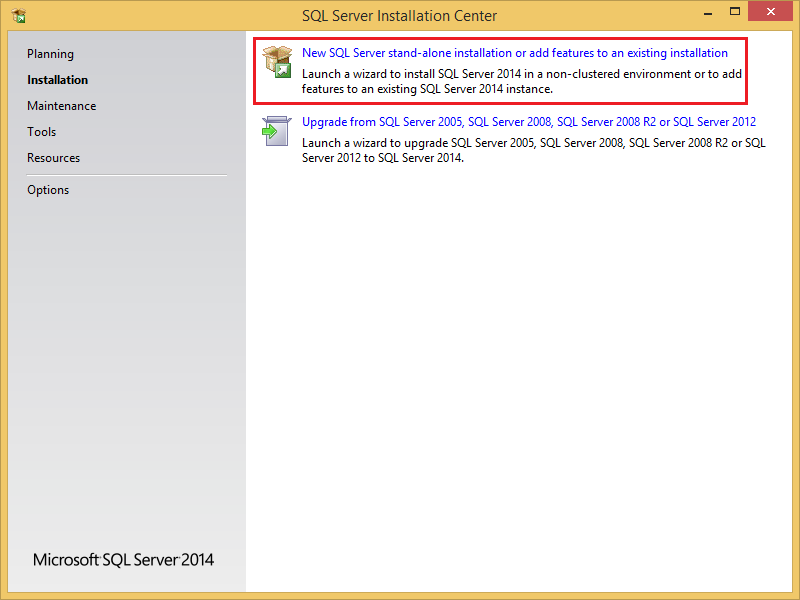 SQL Server Installation Center
Planning
Installation
Maintenance
Tools
Resources
Options
New SQL Server stand-alone installation or add features to an existing installation
Launch a wizard to install SQL Server 2014 in a non-clustered environment or to add
features to an existing SQL Server 2014 instance.
Upgrade from SQL Server 2005, SQL Server 2008, SQL Server 2008 R2 or SQL Server 2012
Launch a wizard to upgrade SQL Server 2005, SQL Server 2008, SQL Server 2008 R2 or SQL
Server 2012 to SQL Server 2014.
Microsoft SQL Server 2014